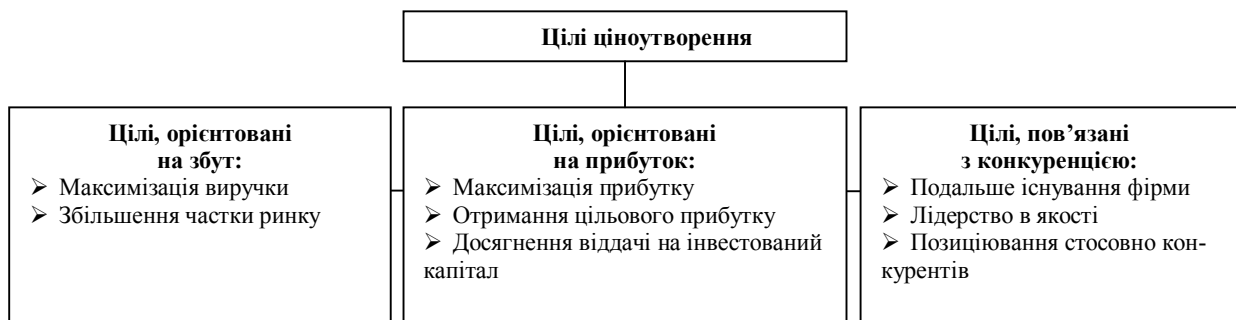 Цілі ціноутворення
Цілі, орієнтовані
на збут:
➢ Максимізація виручки
➢ Збільшення частки ринку
Цілі, орієнтовані
на прибуток:
➢ Максимізація прибутку
➢ Отримання цільового прибутку
➢ Досягнення віддачі на інвестований
капітал
Цілі, пов’язані
з конкуренцією:
➢ Подальше існування фірми
➢ Лідерство в якості
➢ Позиціювання стосовно кон-
курентів